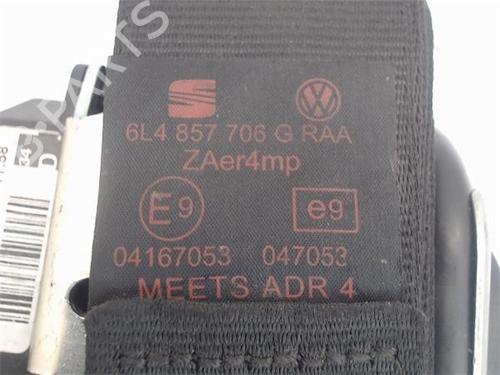 6L4 857 706 G RAA
ZAer4mp
E9 e9
04167053 047053
MEETS ADR 4